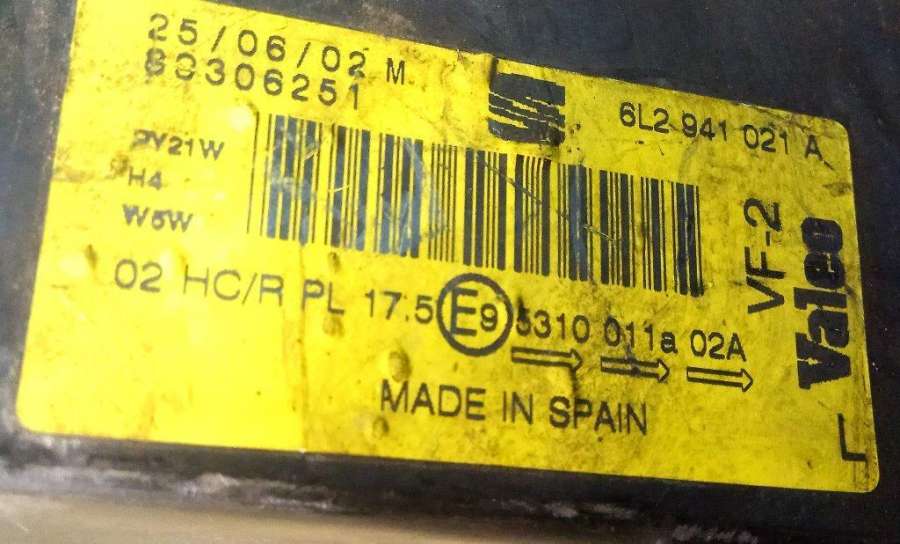 25/06/02 M
89306251
6L2 941 021 A
PY21W
H4
W5W
02 HC/R PL 17.5 E9 5310 011a 02A
MADE IN SPAIN
VF-2
Valeo
L